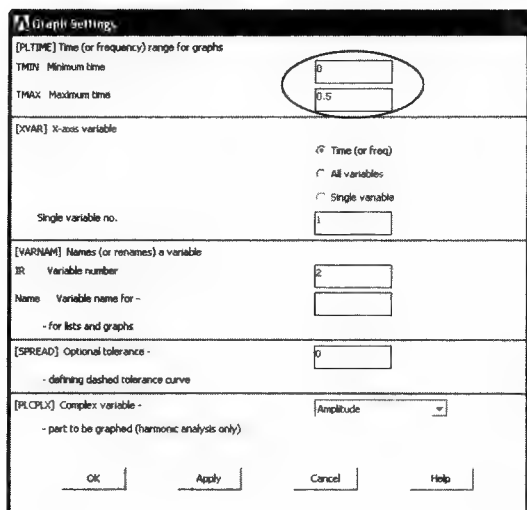 Graph Settings
[PLTIME] Time (or frequency) range for graphs
TMIN Minimum time
0
TMAX Maximum time
0.5
[XVAR] X-axis variable
Time (or freq)
All variables
Single variable
Single variable no.
1
[VARNAM] Names (or renames) a variable
IR Variable number
2
Name Variable name for -
- for lists and graphs
[SPREAD] Optional tolerance -
0
- defining dashed tolerance curve
[PLCPLX] Complex variable -
Amplitude
- part to be graphed (harmonic analysis only)
OK Apply Cancel Help